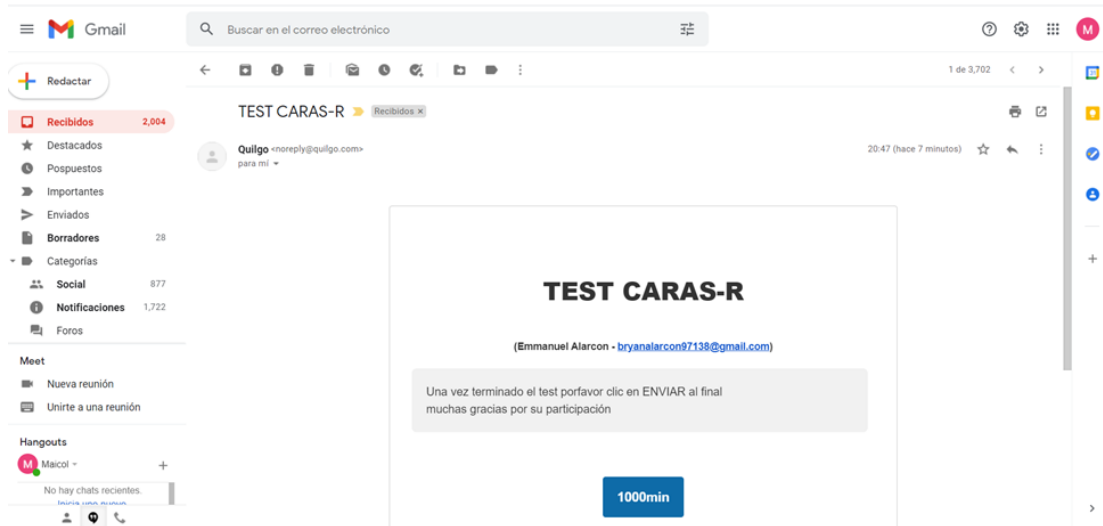 Gmail
Buscar en el correo electrónico
M
Redactar
1 de 3,702
Recibidos 2,004
Destacados
Pospuestos
Importantes
Enviados
Borradores 28
Categorías
Social 877
Notificaciones 1,722
Foros
Meet
Nueva reunión
Unirte a una reunión
Hangouts
M Maicol
No hay chats recientes.
Inicia uno nuevo
TEST CARAS-R Recibidos x
Quilgo <noreply@quilgo.com> 20:47 (hace 7 minutos)
para mí
TEST CARAS-R
(Emmanuel Alarcon - bryanalarcon97138@gmail.com)
Una vez terminado el test porfavor clic en ENVIAR al final
muchas gracias por su participación
1000min